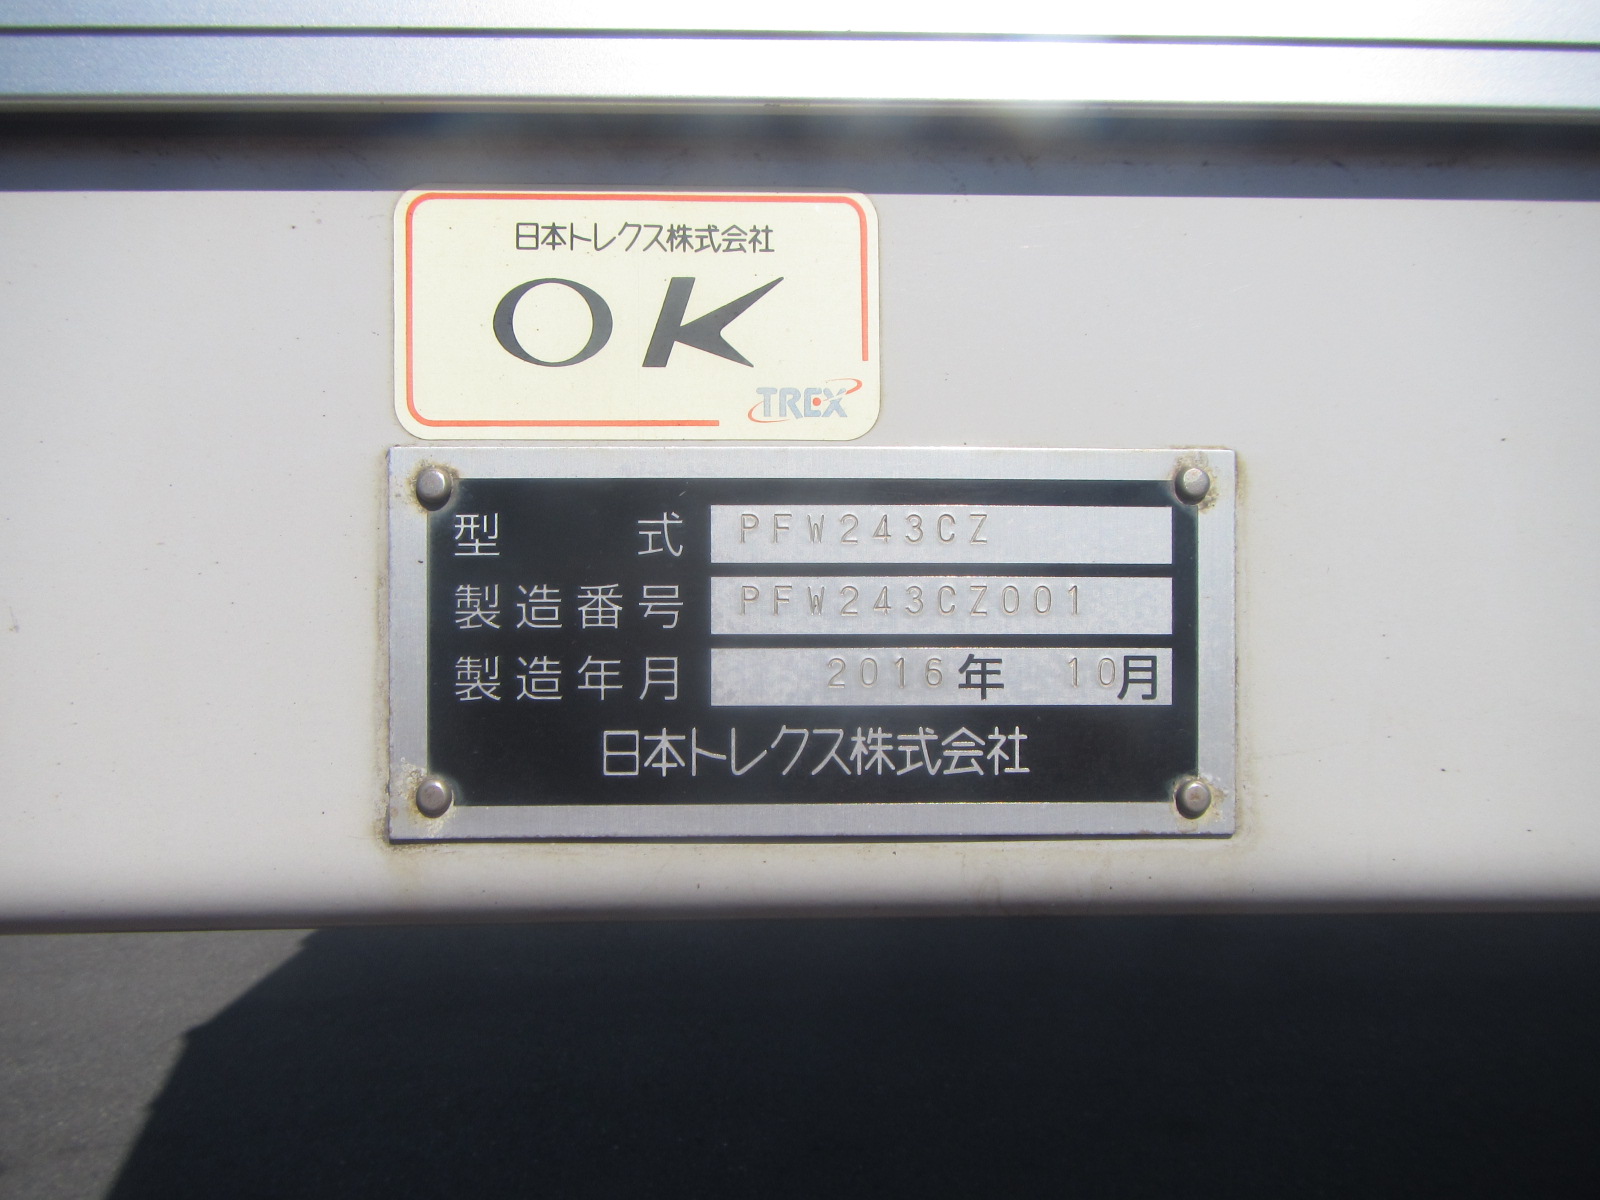 日本トレクス株式会社
OK
TREX
型式 PFW243CZ
製造番号 PFW243CZ001
製造年月 2016年 10月
日本トレクス株式会社